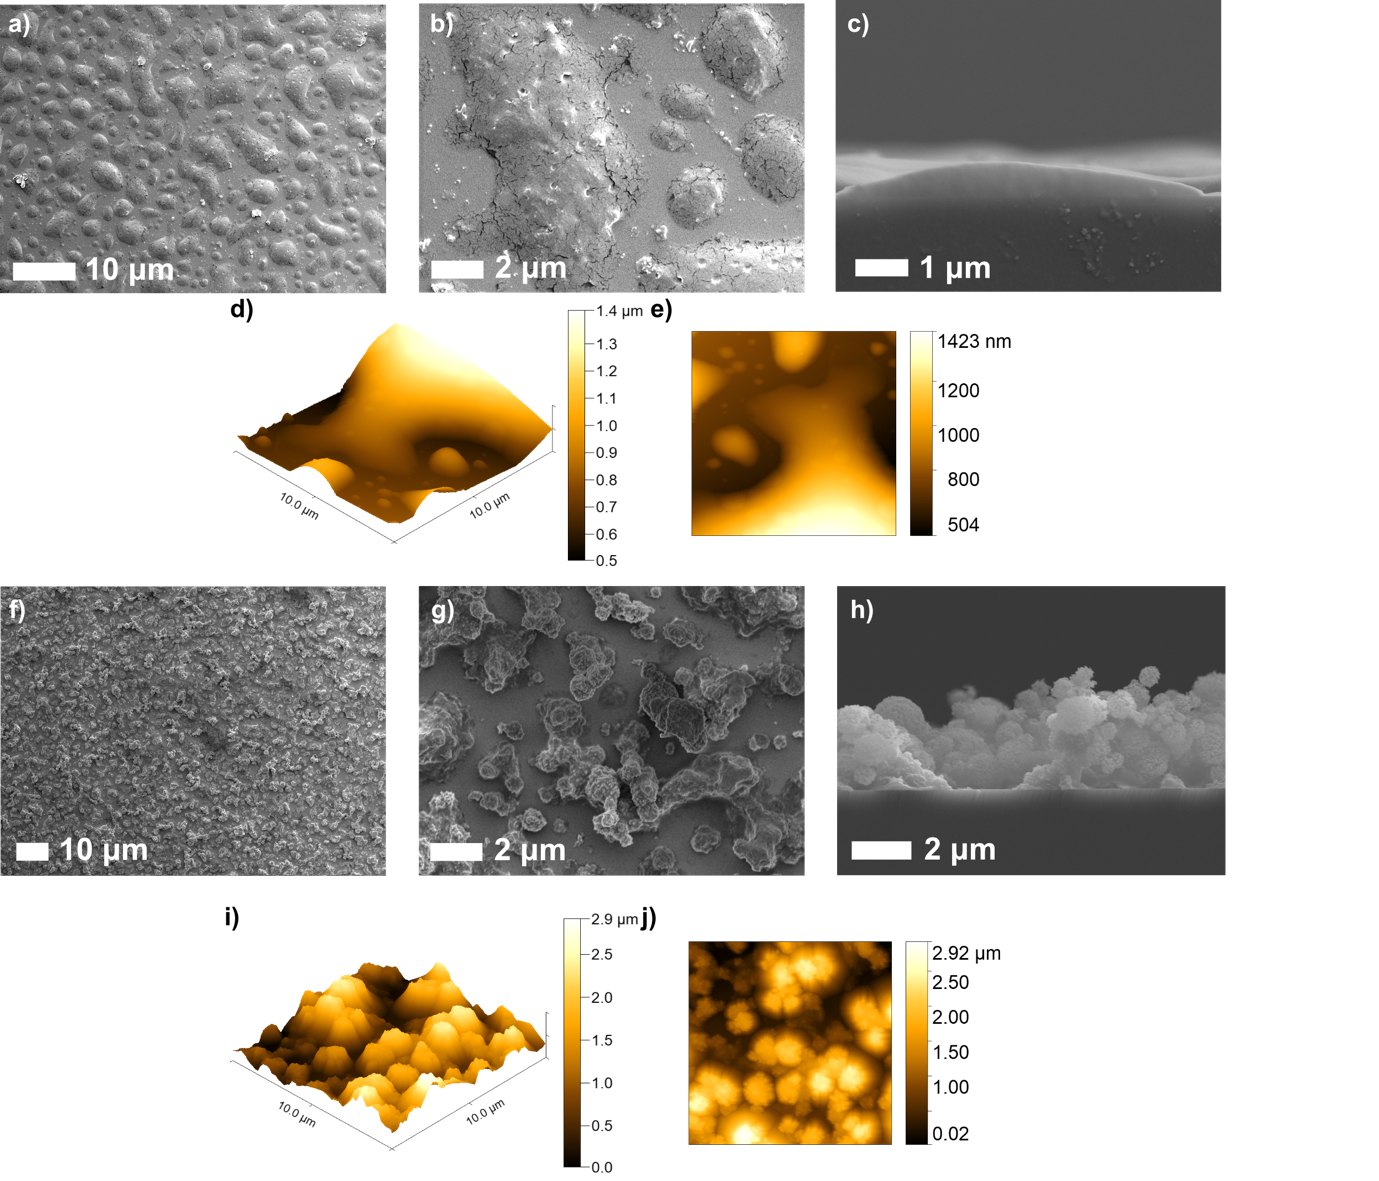 a)
10 µm
b)
2 µm
c)
1 µm
d)
1.4 µm
1.3
1.2
1.1
1.0
0.9
0.8
0.7
0.6
0.5
10.0 µm
10.0 µm
e)
1423 nm
1200
1000
800
504
f)
10 µm
g)
2 µm
h)
2 µm
i)
2.9 µm
2.5
2.0
1.5
1.0
0.5
0.0
10.0 µm
10.0 µm
j)
2.92 µm
2.50
2.00
1.50
1.00
0.02